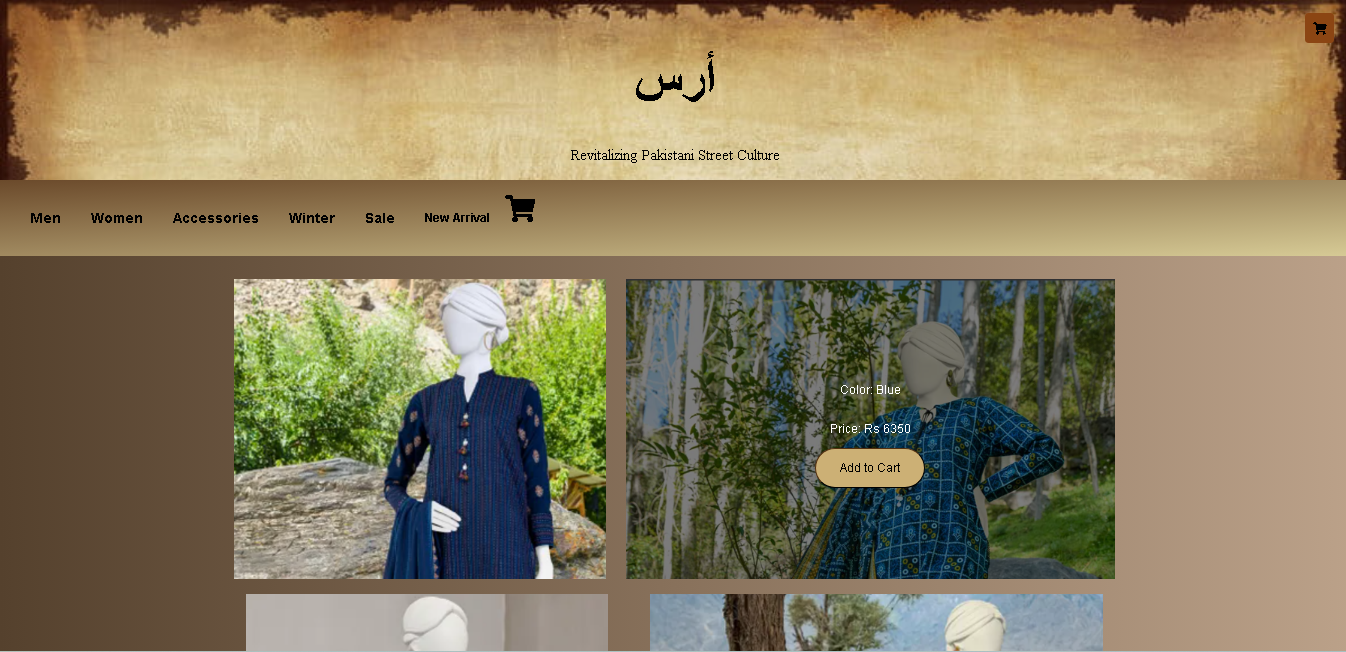 أرس
Revitalizing Pakistani Street Culture
Men Women Accessories Winter Sale New Arrival
Color: Blue
Price: Rs 6350
Add to Cart